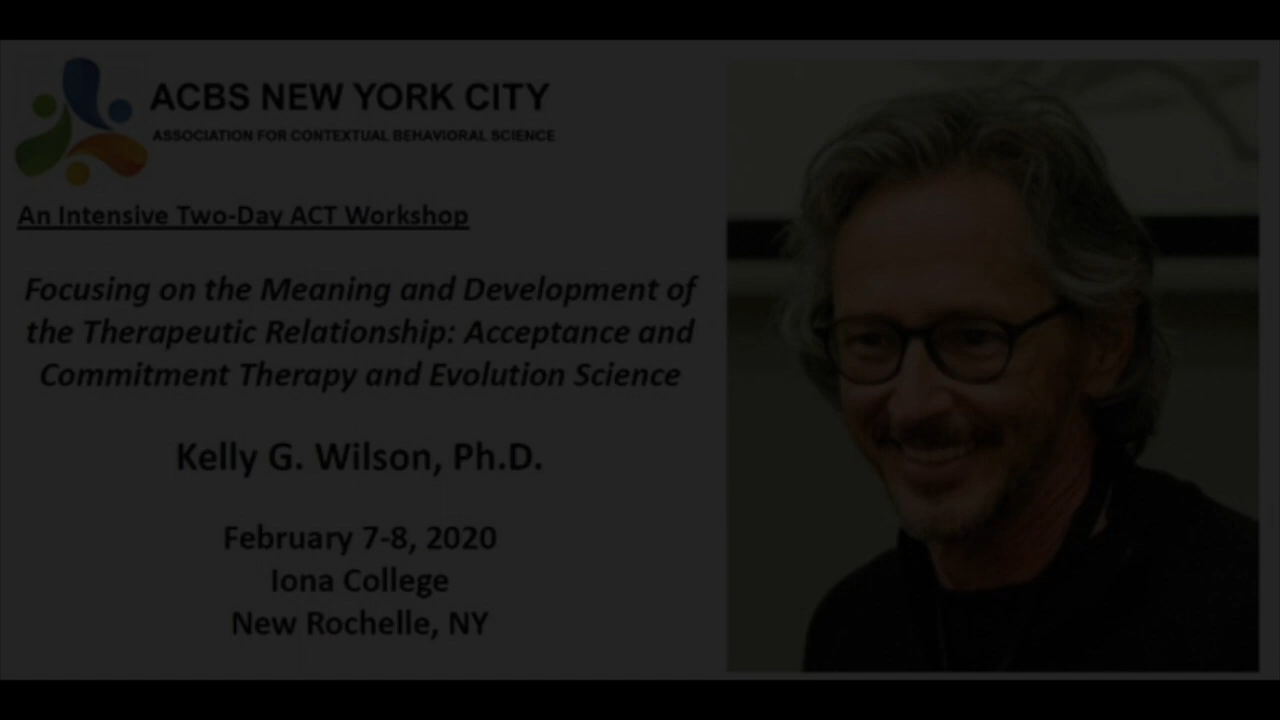 ACBS NEW YORK CITY
ASSOCIATION FOR CONTEXTUAL BEHAVIORAL SCIENCE
An Intensive Two-Day ACT Workshop
Focusing on the Meaning and Development of
the Therapeutic Relationship: Acceptance and
Commitment Therapy and Evolution Science
Kelly G. Wilson, Ph.D.
February 7-8, 2020
Iona College
New Rochelle, NY